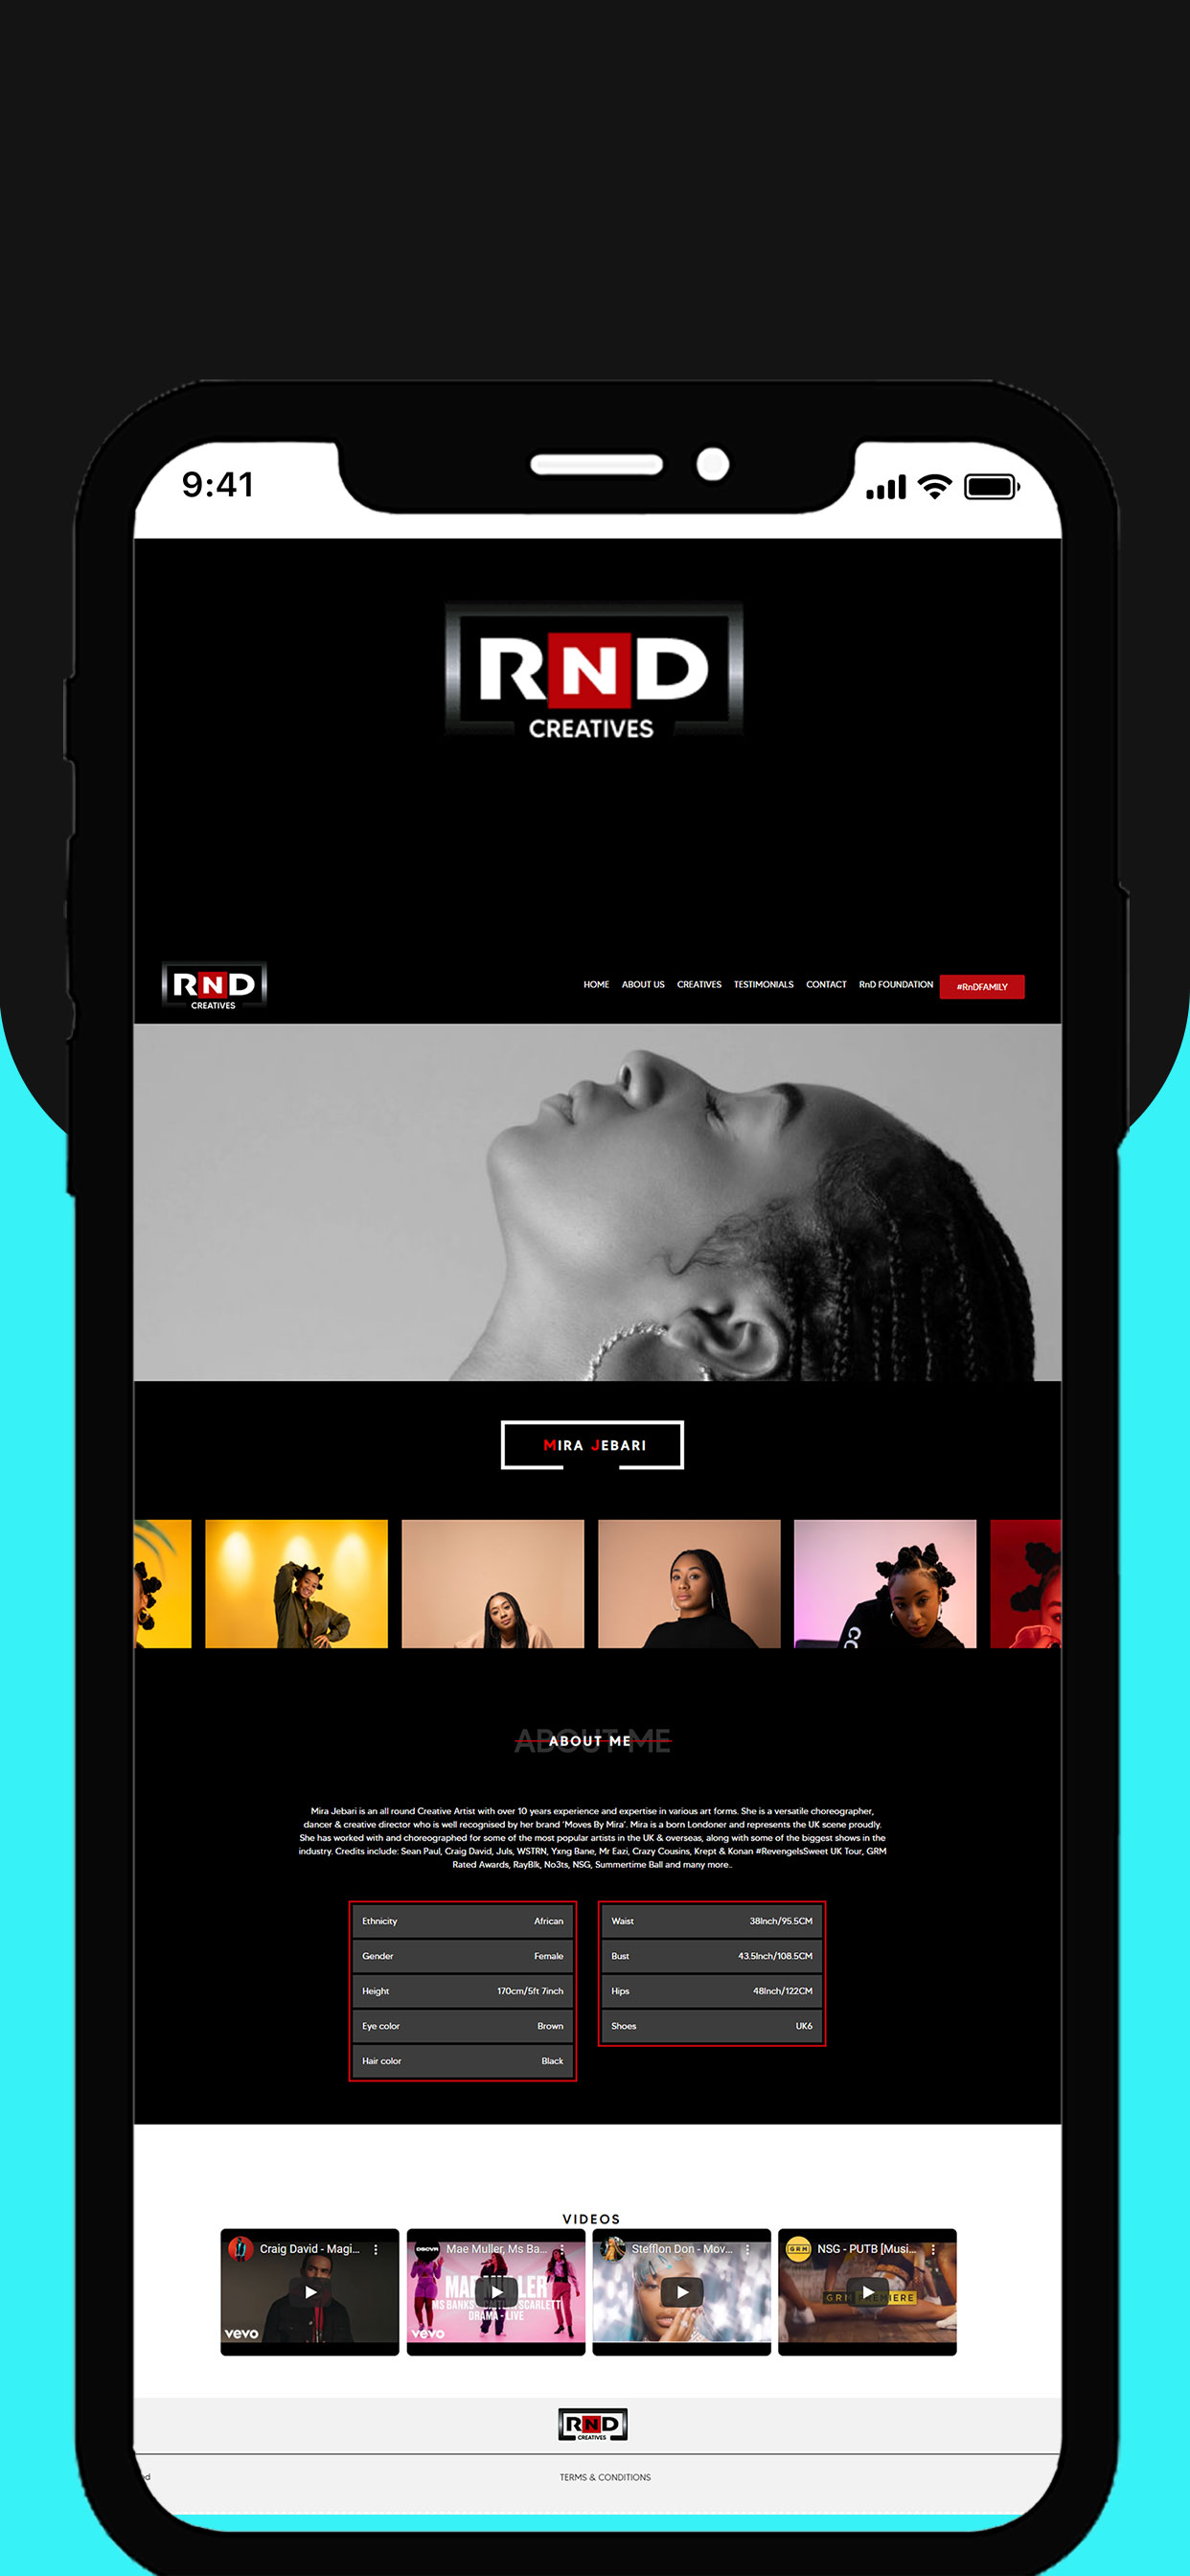 9:41
RND
CREATIVES
RND
CREATIVES
HOME ABOUT US CREATIVES TESTIMONIALS CONTACT RnD FOUNDATION #RnDFAMILY
MIRA JEBARI
ABOUT ME
ABOUT ME
Mira Jebari is an all round Creative Artist with over 10 years experience and expertise in various art forms. She is a versatile choreographer,
dancer & creative director who is well recognised by her brand 'Moves By Mira'. Mira is a born Londoner and represents the UK scene proudly.
She has worked with and choreographed for some of the most popular artists in the UK & overseas, along with some of the biggest shows in the
industry. Credits include: Sean Paul, Craig David, Juls, WSTRN, Yxng Bane, Mr Eazi, Crazy Cousins, Krept & Konan #RevengeIsSweet UK Tour, GRM
Rated Awards, RayBlk, No3ts, NSG, Summertime Ball and many more..
Ethnicity African
Gender Female
Height 170cm/5ft 7inch
Eye color Brown
Hair color Black
Waist 38Inch/95.5CM
Bust 43.5Inch/108.5CM
Hips 48Inch/122CM
Shoes UK6
VIDEOS
Craig David - Magi...
vevo
DSCVR
Mae Muller, Ms Ba...
MAE MULLER
MS BANKS CAITLYN SCARLETT
DRAMA - LIVE
vevo
Stefflon Don - Mov...
GRM
NSG - PUTB [Musi...
GRM PREMIERE
RND
CREATIVES
TERMS & CONDITIONS